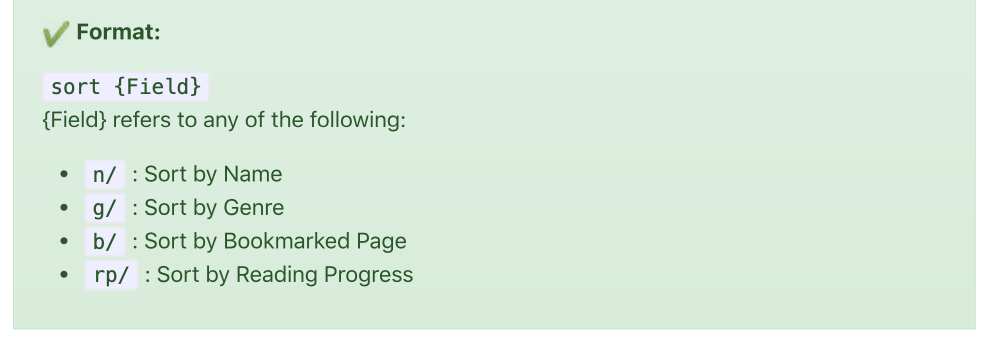 ✔ Format:
sort {Field}
{Field} refers to any of the following:
• n/ : Sort by Name
• g/ : Sort by Genre
• b/ : Sort by Bookmarked Page
• rp/ : Sort by Reading Progress